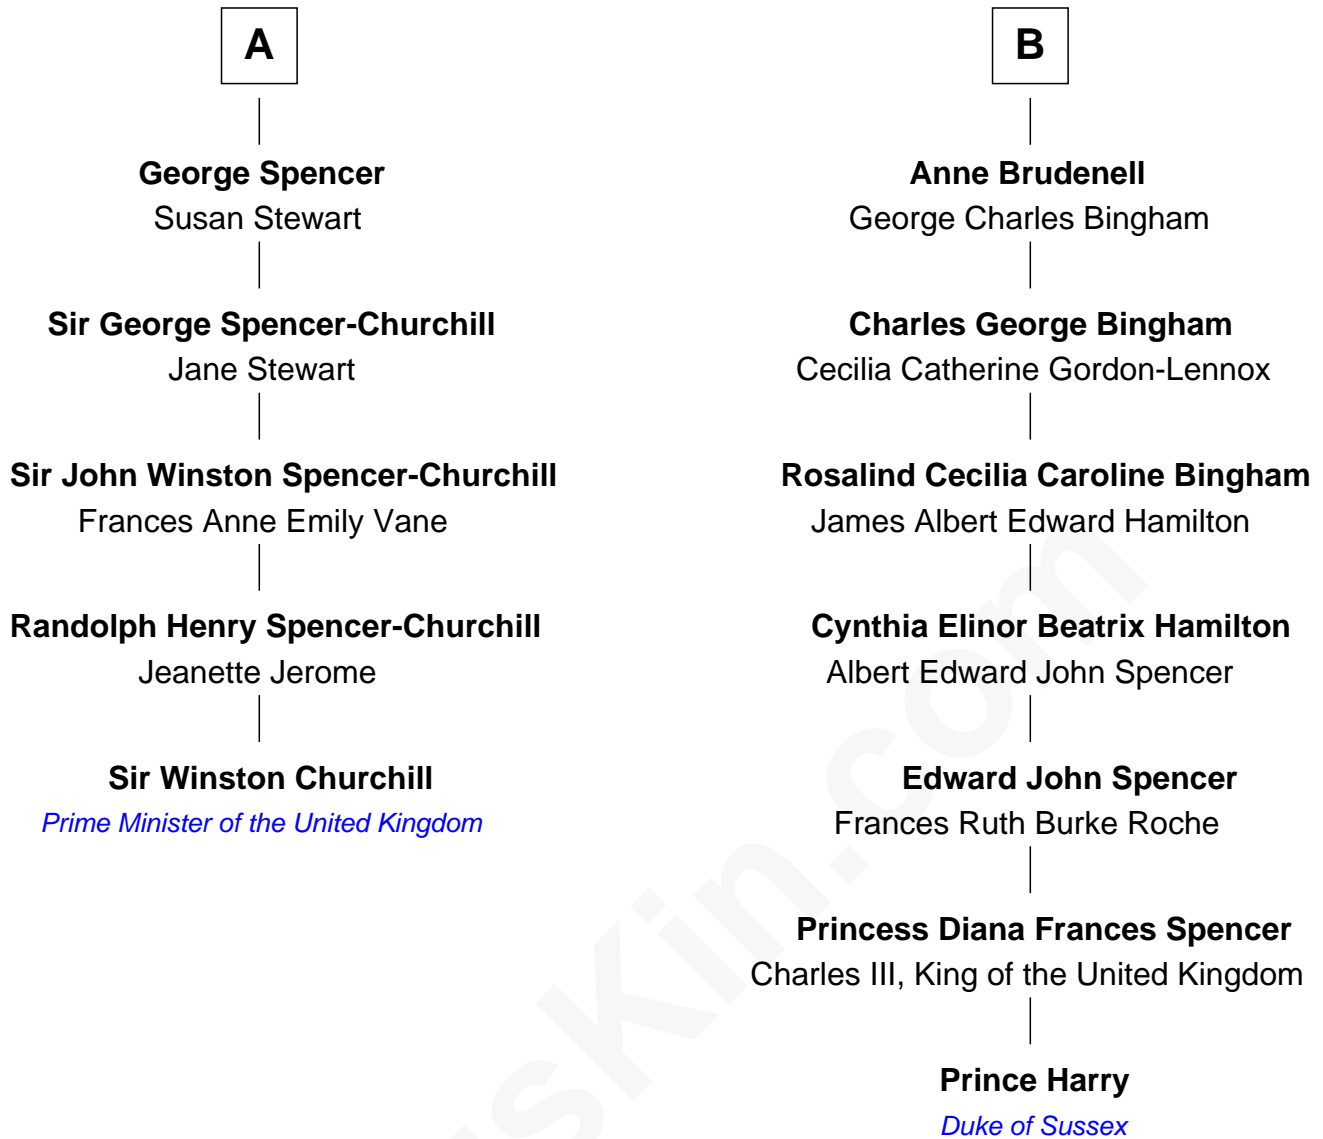 A
George Spencer
Susan Stewart
Sir George Spencer-Churchill
Jane Stewart
Sir John Winston Spencer-Churchill
Frances Anne Emily Vane
Randolph Henry Spencer-Churchill
Jeanette Jerome
Sir Winston Churchill
Prime Minister of the United Kingdom
B
Anne Brudenell
George Charles Bingham
Charles George Bingham
Cecilia Catherine Gordon-Lennox
Rosalind Cecilia Caroline Bingham
James Albert Edward Hamilton
Cynthia Elinor Beatrix Hamilton
Albert Edward John Spencer
Edward John Spencer
Frances Ruth Burke Roche
Princess Diana Frances Spencer
Charles III, King of the United Kingdom
Prince Harry
Duke of Sussex